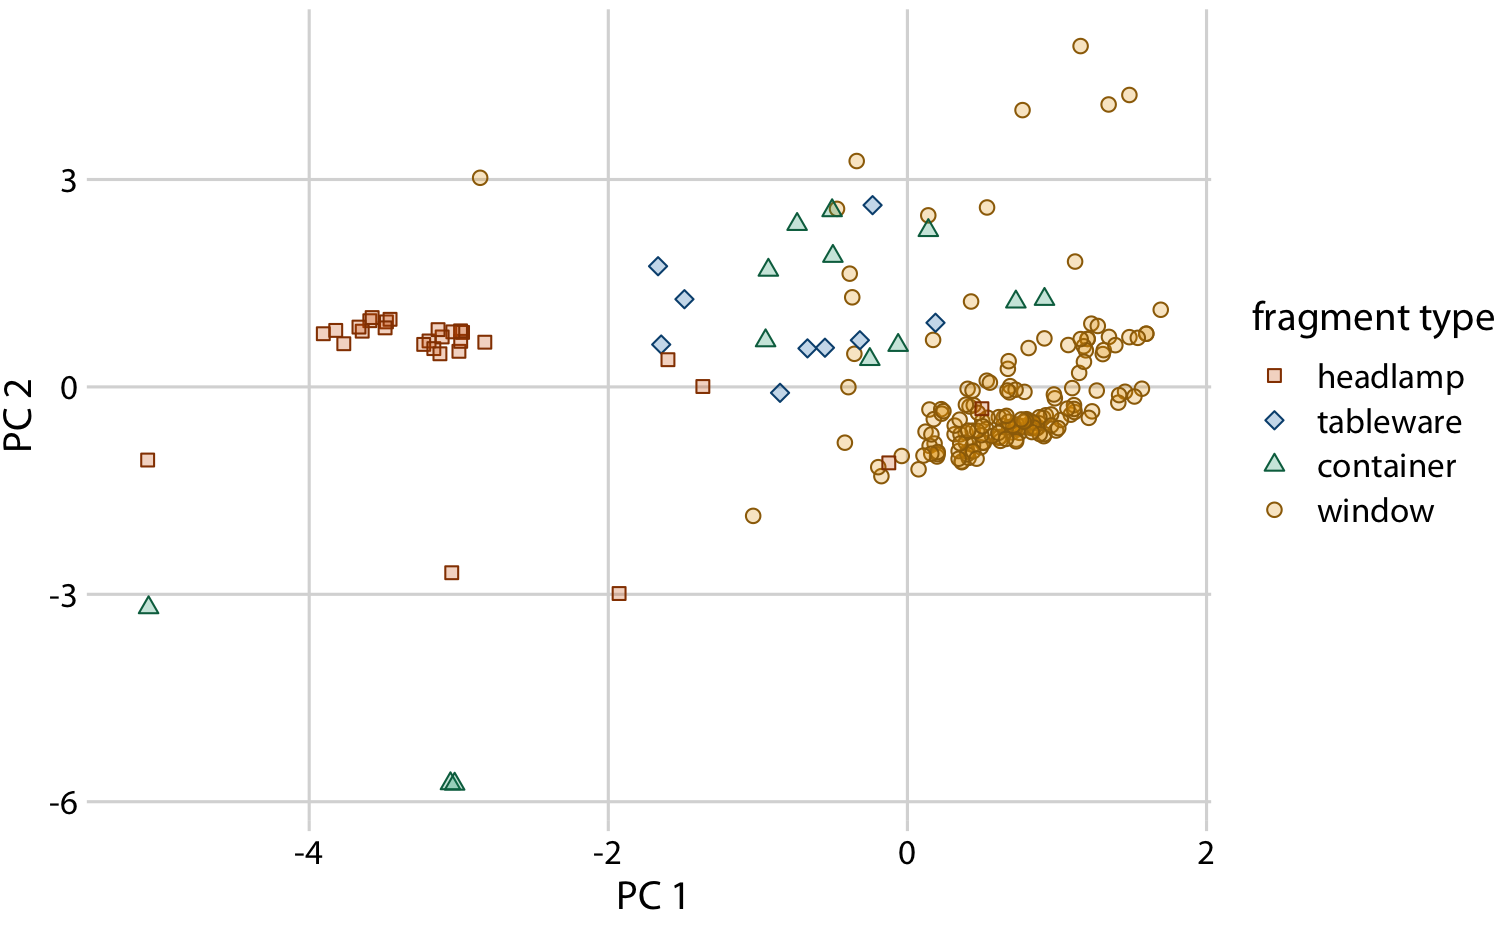 3
0
-3
-6
PC 2
-4
-2
0
2
PC 1
fragment type
headlamp
tableware
container
window